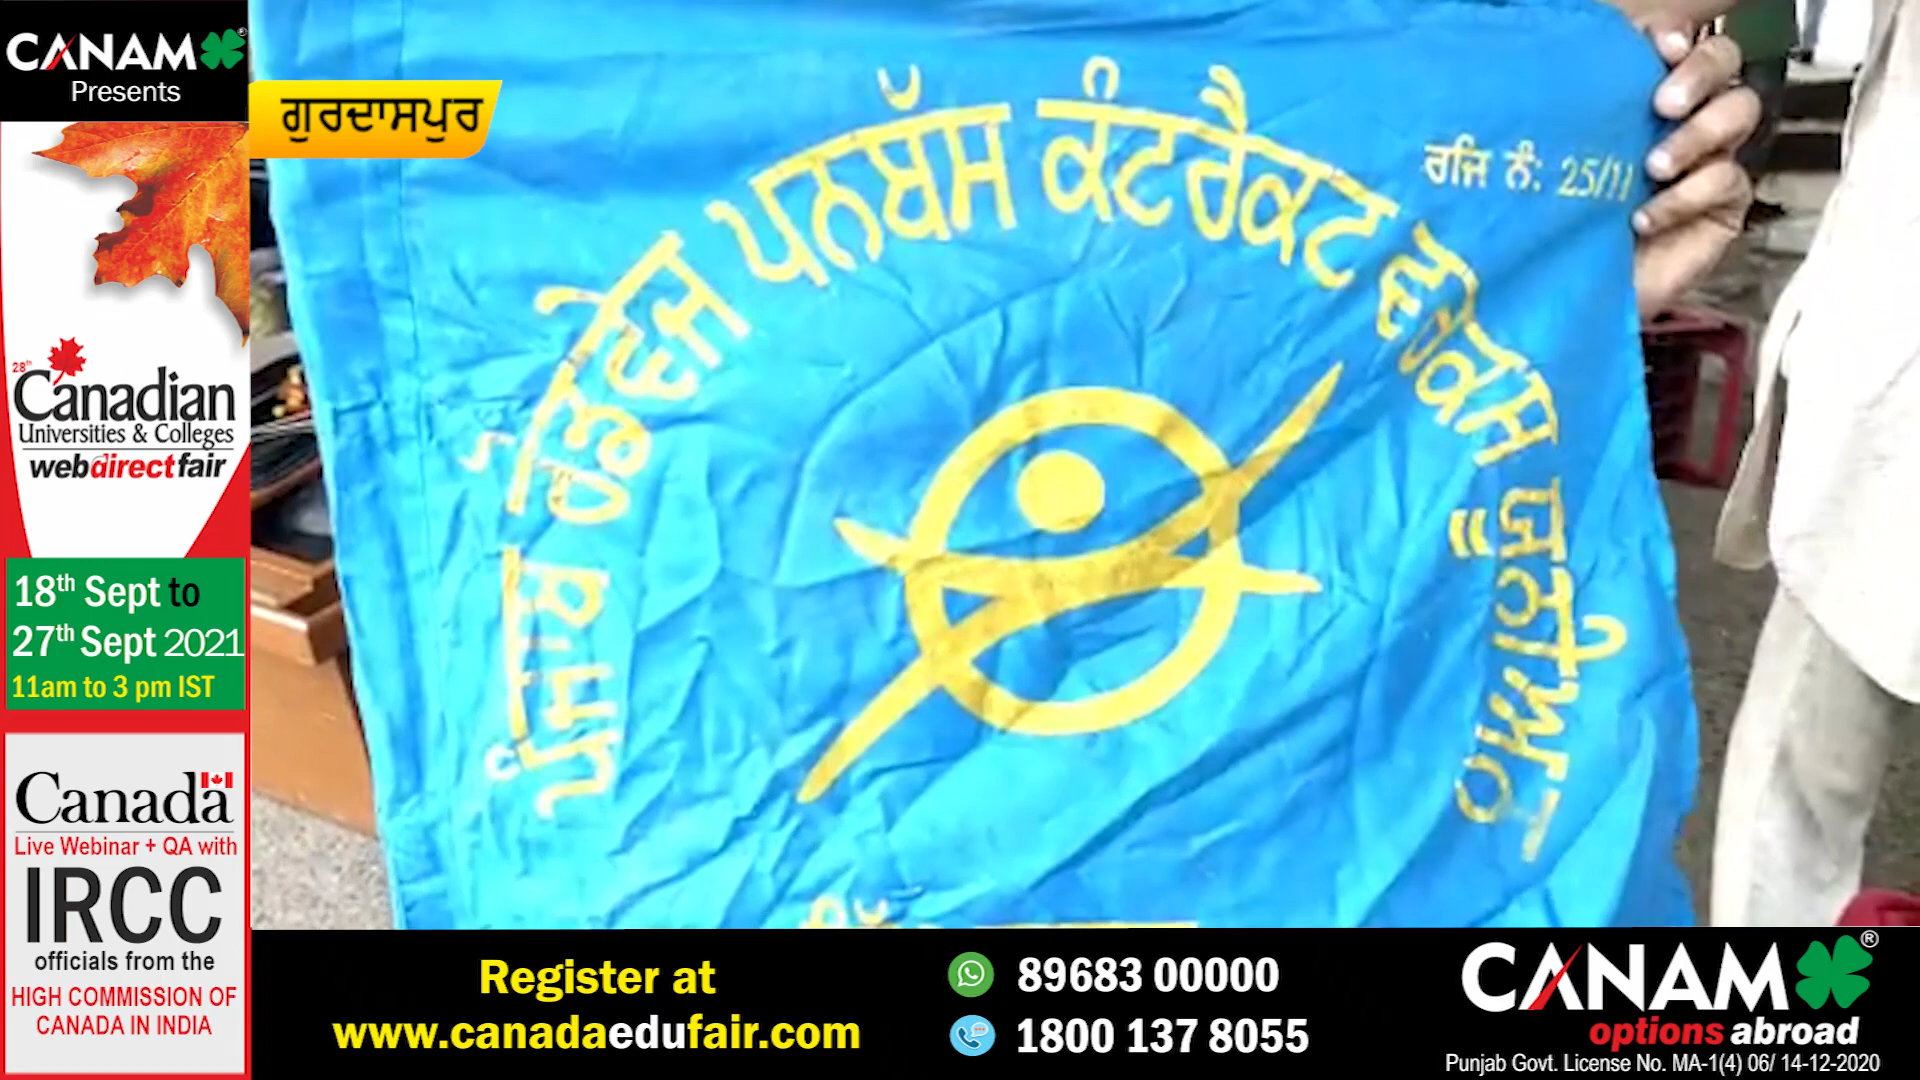 CANAM
Presents
28th
Canadian
Universities & Colleges
webdirectfair
18th Sept to
27th Sept 2021
11am to 3 pm IST
Canada
Live Webinar + QA with
IRCC
officials from the
HIGH COMMISSION OF
CANADA IN INDIA
ਗੁਰਦਾਸਪੁਰ
ਰਜਿ ਨੰ: 25/11
ਪੰਜਾਬ ਰੋਡਵੇਜ਼ ਪਨਬੱਸ ਕੰਟਰੈਕਟ ਵਰਕਰਜ਼ ਯੂਨੀਅਨ
Register at
www.canadaedufair.com
89683 00000
1800 137 8055
CANAM
options abroad
Punjab Govt. License No. MA-1(4) 06/ 14-12-2020